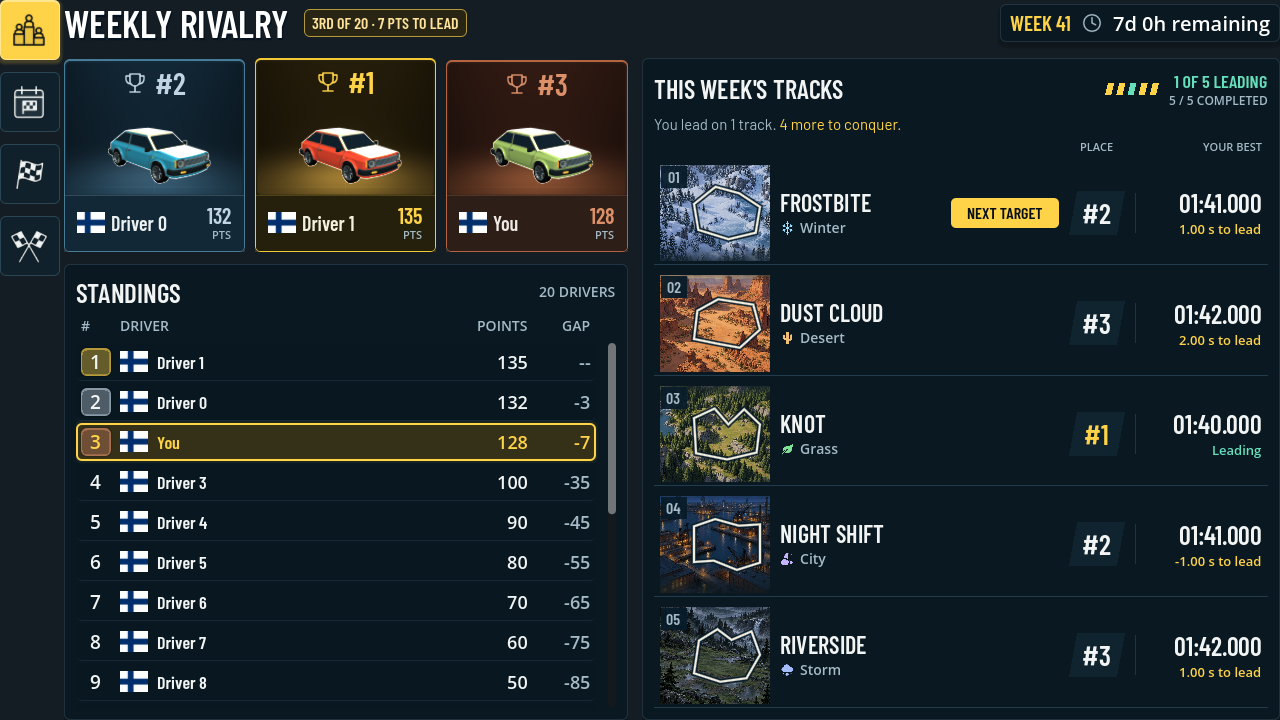 WEEKLY RIVALRY
3RD OF 20 · 7 PTS TO LEAD
WEEK 41
7d 0h remaining
#2
Driver 0
132
PTS
#1
Driver 1
135
PTS
#3
You
128
PTS
STANDINGS
20 DRIVERS
# DRIVER POINTS GAP
1 Driver 1 135 --
2 Driver 0 132 -3
3 You 128 -7
4 Driver 3 100 -35
5 Driver 4 90 -45
6 Driver 5 80 -55
7 Driver 6 70 -65
8 Driver 7 60 -75
9 Driver 8 50 -85
THIS WEEK'S TRACKS
1 OF 5 LEADING
5 / 5 COMPLETED
You lead on 1 track. 4 more to conquer.
PLACE YOUR BEST
01
FROSTBITE
Winter
NEXT TARGET
#2
01:41.000
1.00 s to lead
02
DUST CLOUD
Desert
#3
01:42.000
2.00 s to lead
03
KNOT
Grass
#1
01:40.000
Leading
04
NIGHT SHIFT
City
#2
01:41.000
-1.00 s to lead
05
RIVERSIDE
Storm
#3
01:42.000
1.00 s to lead